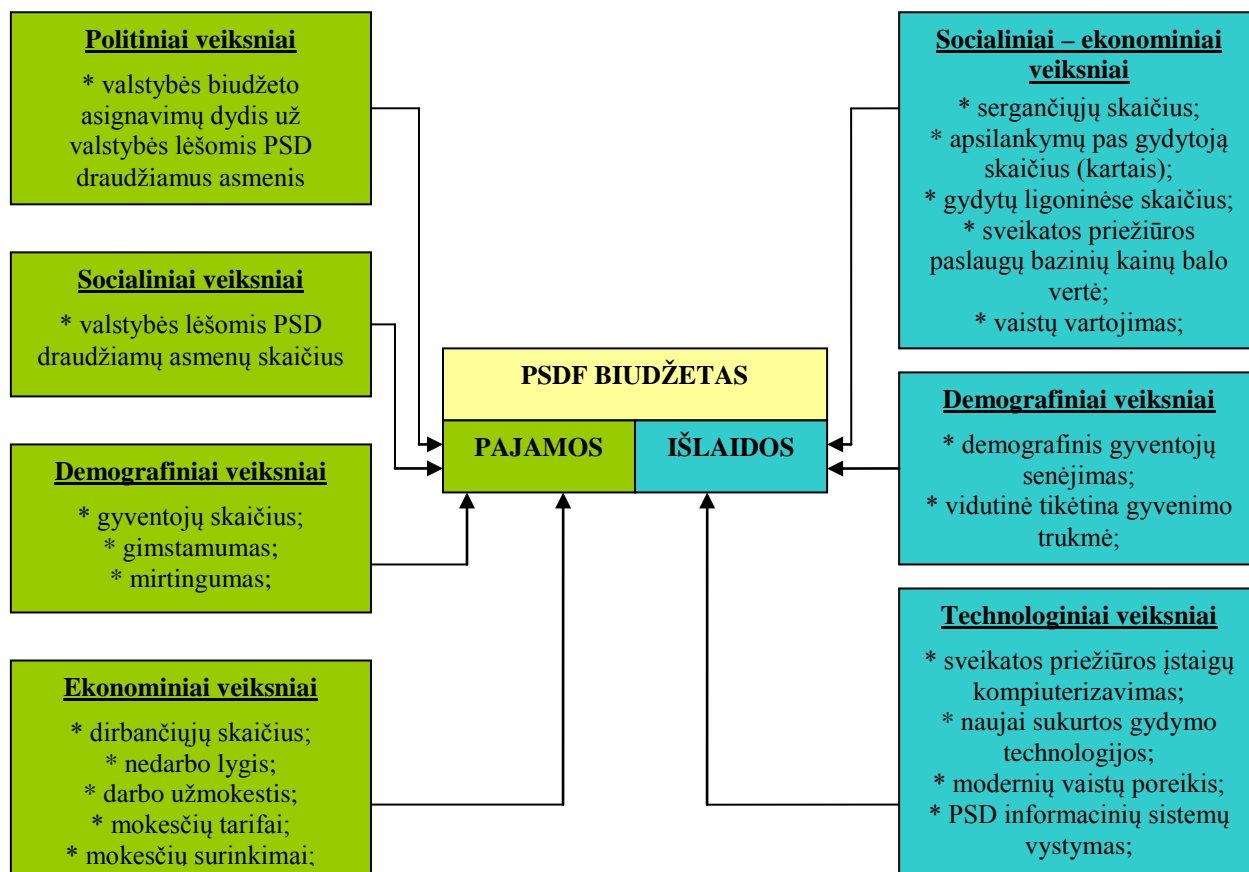 Politiniai veiksniai
* valstybės biudžeto
asignavimų dydis už
valstybės lėšomis PSD
draudžiamus asmenis
Socialiniai veiksniai
* valstybės lėšomis PSD
draudžiamų asmenų skaičius
Demografiniai veiksniai
* gyventojų skaičius;
* gimstamumas;
* mirtingumas;
Ekonominiai veiksniai
* dirbančiųjų skaičius;
* nedarbo lygis;
* darbo užmokestis;
* mokesčių tarifai;
* mokesčių surinkimai;
PSDF BIUDŽETAS
PAJAMOS
IŠLAIDOS
Socialiniai – ekonominiai
veiksniai
* sergančiųjų skaičius;
* apsilankymų pas gydytoją
skaičius (kartais);
* gydytų ligoninėse skaičius;
* sveikatos priežiūros
paslaugų bazinių kainų balo
vertė;
* vaistų vartojimas;
Demografiniai veiksniai
* demografinis gyventojų
senėjimas;
* vidutinė tikėtina gyvenimo
trukmė;
Technologiniai veiksniai
* sveikatos priežiūros įstaigų
kompiuterizavimas;
* naujai sukurtos gydymo
technologijos;
* modernių vaistų poreikis;
* PSD informacinių sistemų
vystymas;